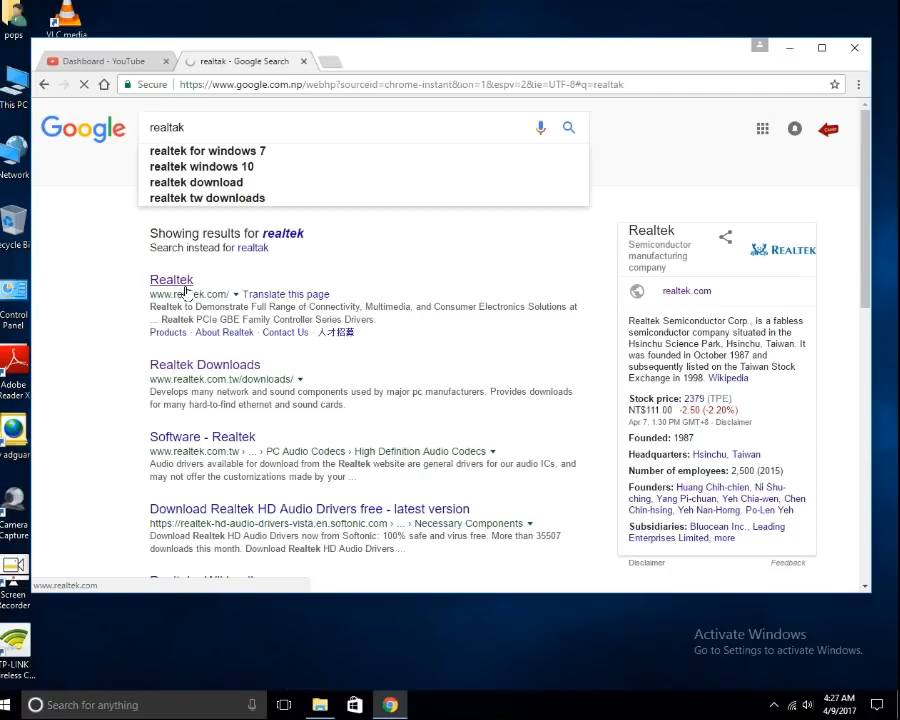 pops
VLC media
This PC
Network
Recycle Bi
Control
Panel
Adobe
Reader X
adguar
Camera
Capture
Screen
Recorder
TP-LINK
Wireless C...
Dashboard - YouTube
realtak - Google Search
Secure
https://www.google.com.np/webhp?sourceid=chrome-instant&ion=1&espv=2&ie=UTF-8#q=realtak
Google
realtak
realtek for windows 7
realtek windows 10
realtek download
realtek tw downloads
Showing results for realtek
Search instead for realtak
Realtek
www.realtek.com/ Translate this page
Realtek to Demonstrate Full Range of Connectivity, Multimedia, and Consumer Electronics Solutions at
... Realtek PCIe GBE Family Controller Series Drivers.
Products · About Realtek · Contact Us · 人才招募
Realtek Downloads
www.realtek.com.tw/downloads/
Develops many network and sound components used by major pc manufacturers. Provides downloads
for many hard-to-find ethernet and sound cards.
Software - Realtek
www.realtek.com.tw › ... › PC Audio Codecs › High Definition Audio Codecs
Audio drivers available for download from the Realtek website are general drivers for our audio ICs, and
may not offer the customizations made by your ...
Download Realtek HD Audio Drivers free - latest version
https://realtek-hd-audio-drivers-vista.en.softonic.com › ... › Necessary Components
Download Realtek HD Audio Drivers now from Softonic: 100% safe and virus free. More than 35507
downloads this month. Download Realtek HD Audio Drivers ...
www.realtek.com
Realtek
Semiconductor
manufacturing
company
REALTEK
realtek.com
Realtek Semiconductor Corp., is a fabless
semiconductor company situated in the
Hsinchu Science Park, Hsinchu, Taiwan. It
was founded in October 1987 and
subsequently listed on the Taiwan Stock
Exchange in 1998. Wikipedia
Stock price: 2379 (TPE)
NT$111.00 -2.50 (-2.20%)
Apr 7, 1:30 PM GMT+8 - Disclaimer
Founded: 1987
Headquarters: Hsinchu, Taiwan
Number of employees: 2,500 (2015)
Founders: Huang Chih-chien, Ni Shu-
ching, Yang Pi-chuan, Yeh Chia-wen, Chen
Chin-hsing, Yeh Nan-Horng, Po-Len Yeh
Subsidiaries: Bluocean Inc., Leading
Enterprises Limited, more
Disclaimer
Feedback
Activate Windows
Go to Settings to activate Windows.
Search for anything
4:27 AM
4/9/2017